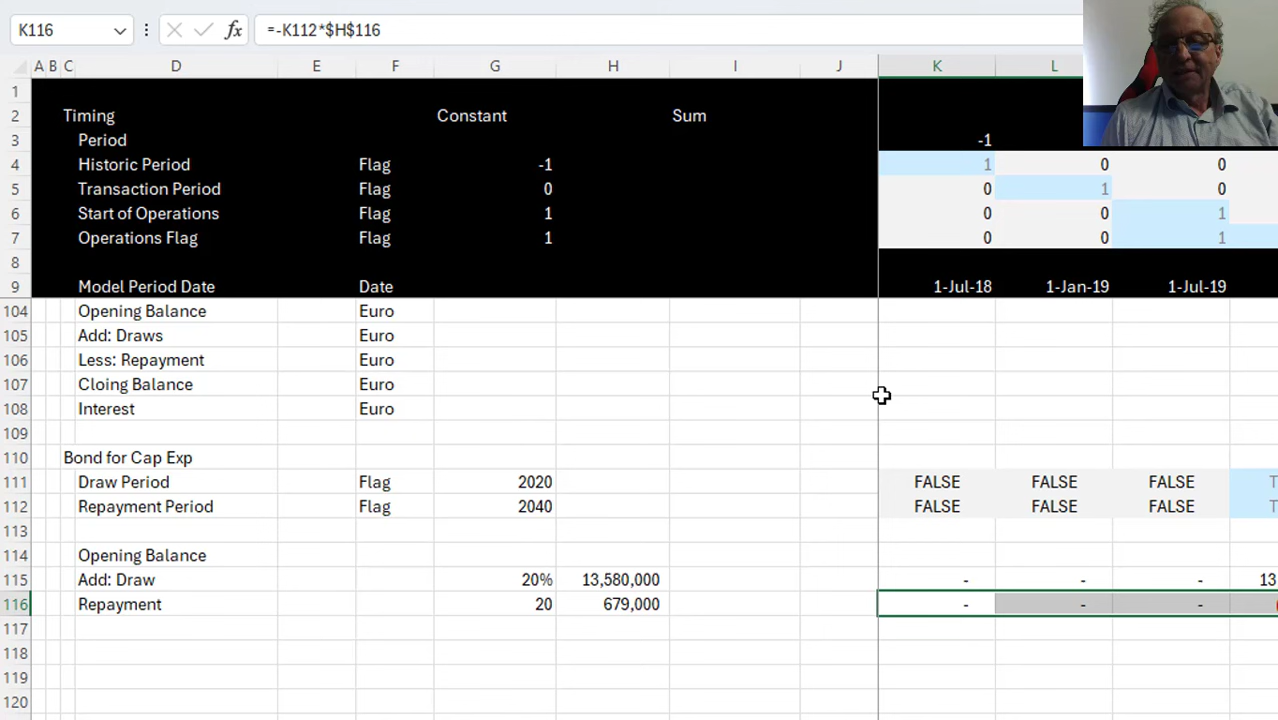 K116 fx =-K112*$H$116
A B C D E F G H I J K L
1
2 Timing Constant Sum
3 Period -1
4 Historic Period Flag -1 1 0 0
5 Transaction Period Flag 0 0 1 0
6 Start of Operations Flag 1 0 0 1
7 Operations Flag Flag 1 0 0 1
8
9 Model Period Date Date 1-Jul-18 1-Jan-19 1-Jul-19
104 Opening Balance Euro
105 Add: Draws Euro
106 Less: Repayment Euro
107 Cloing Balance Euro
108 Interest Euro
109
110 Bond for Cap Exp
111 Draw Period Flag 2020 FALSE FALSE FALSE T
112 Repayment Period Flag 2040 FALSE FALSE FALSE T
113
114 Opening Balance
115 Add: Draw 20% 13,580,000 - - - 13
116 Repayment 20 679,000 - - -
117
118
119
120